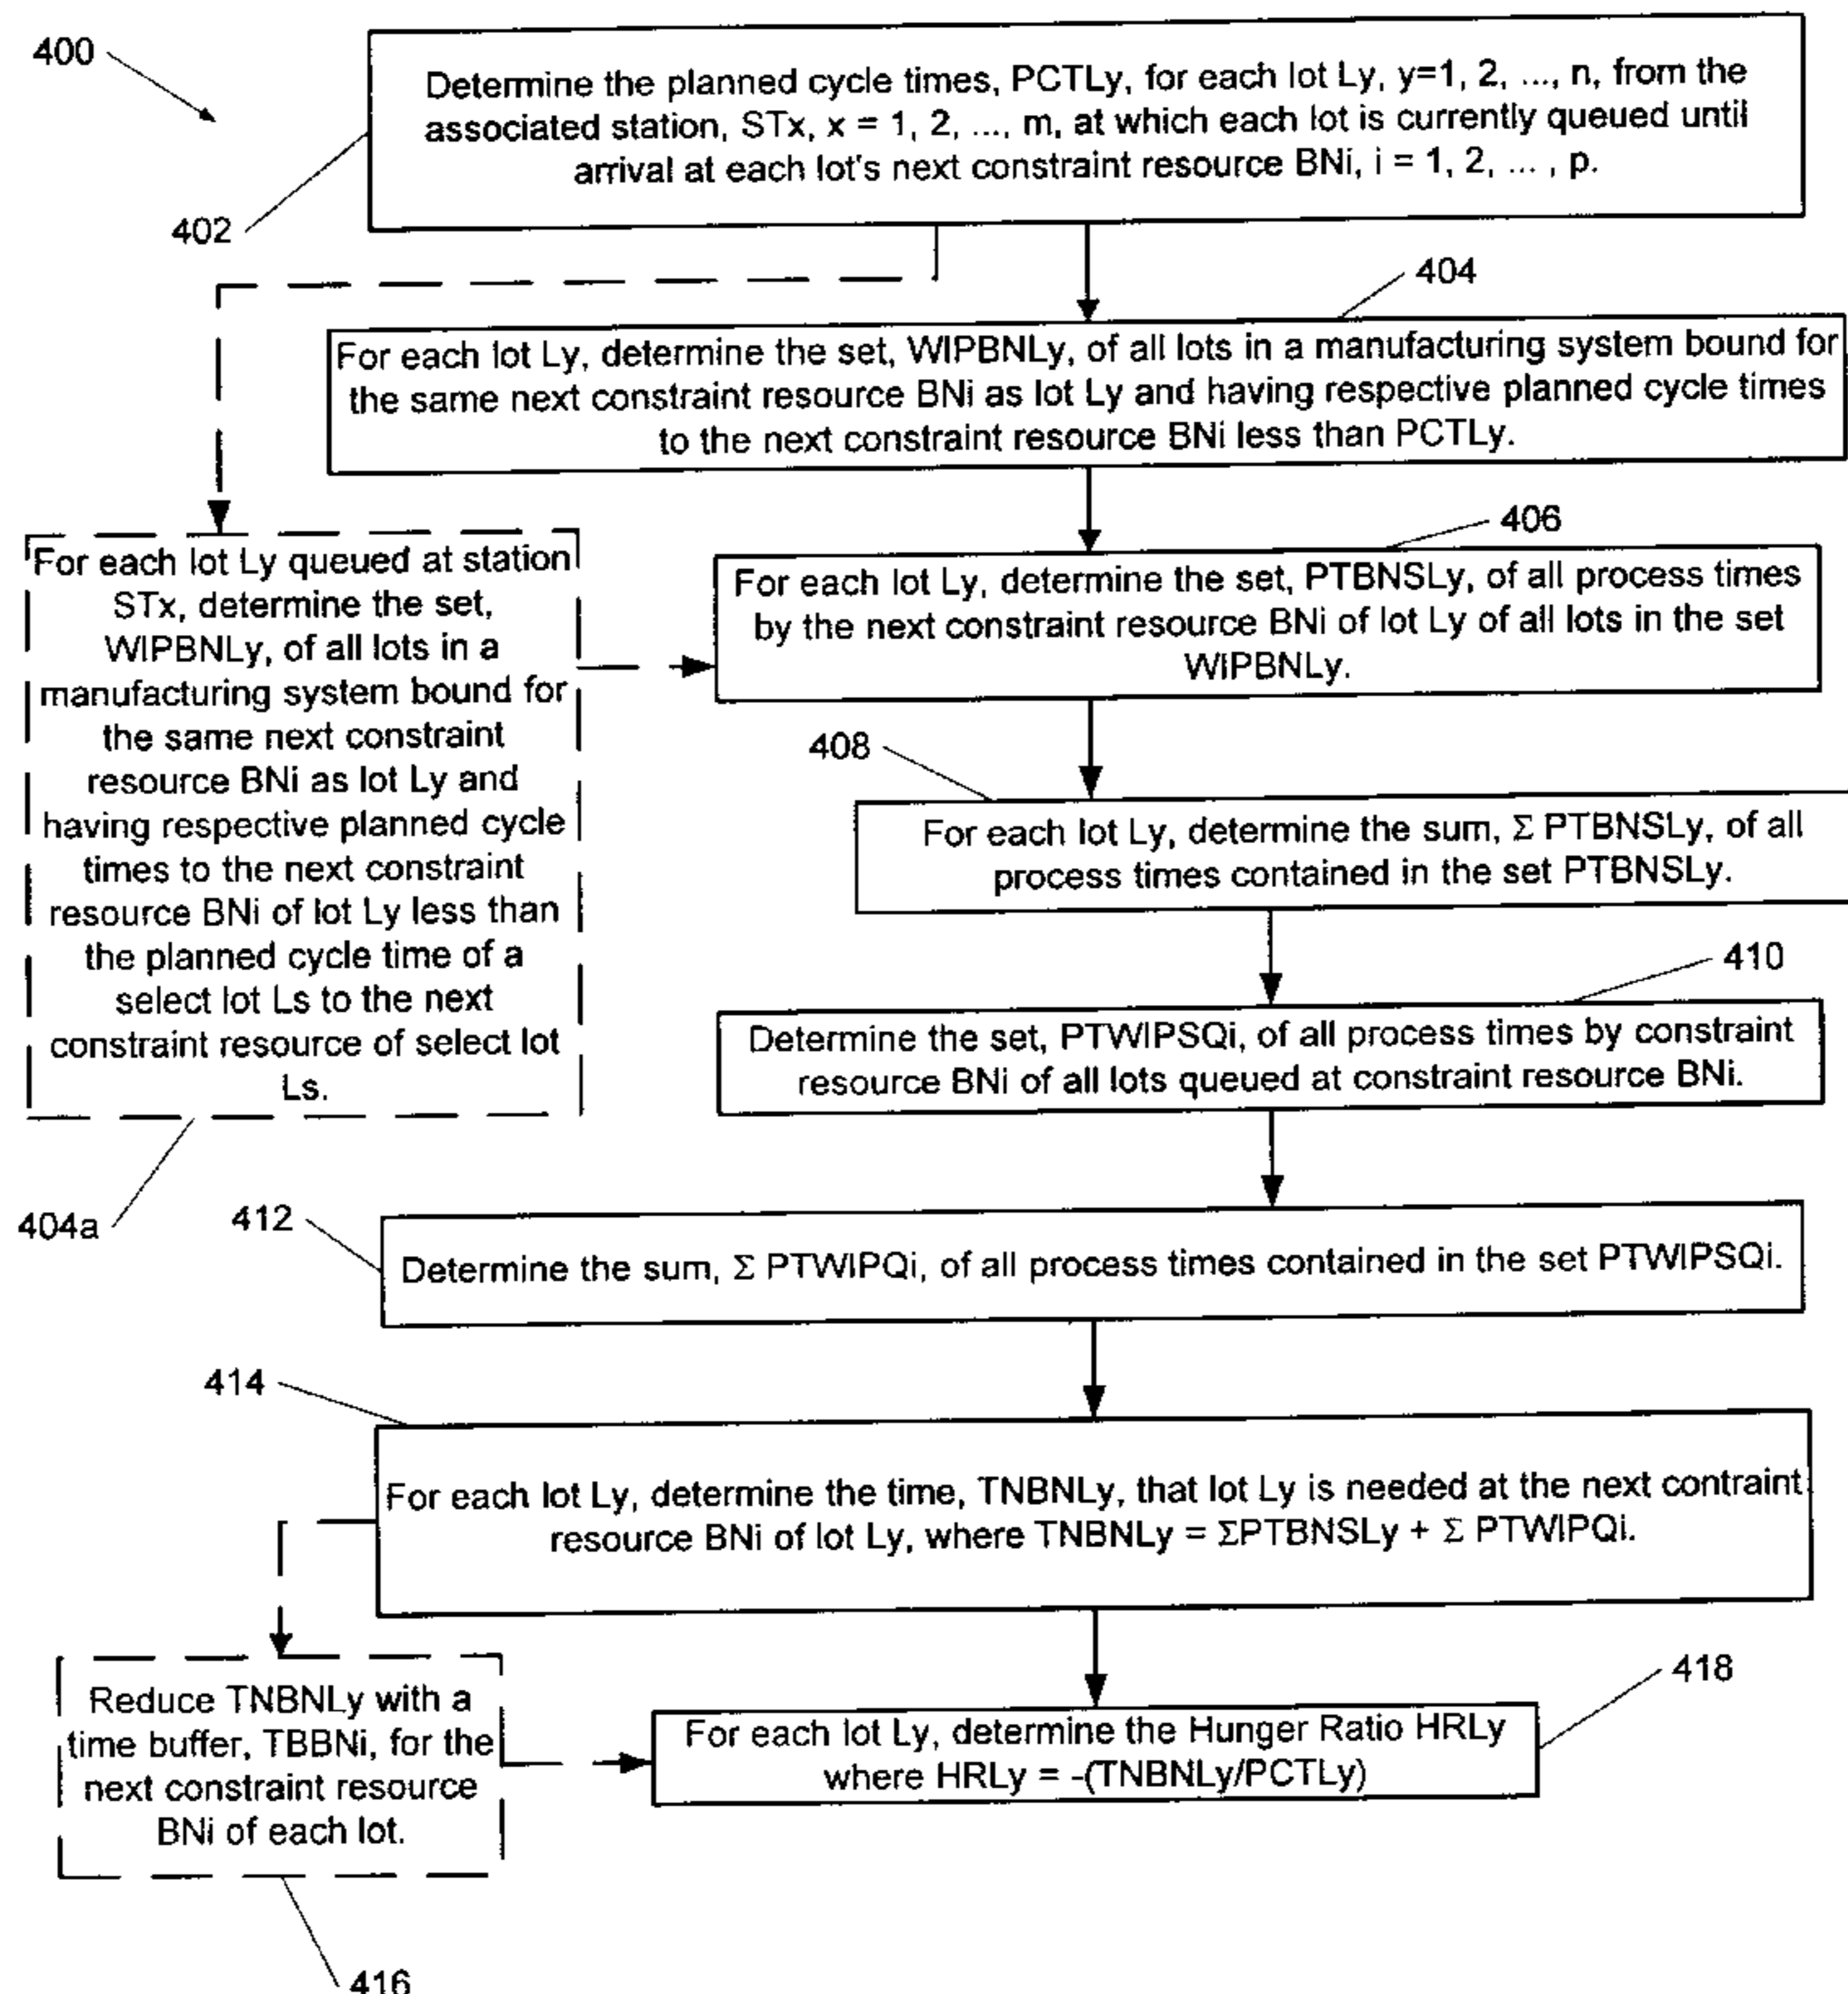 400
Determine the planned cycle times, PCTLy, for each lot Ly, y=1, 2, ..., n, from the
associated station, STx, x = 1, 2, ..., m, at which each lot is currently queued until
arrival at each lot's next constraint resource BNi, i = 1, 2, ... , p.
402
404
For each lot Ly, determine the set, WIPBNLy, of all lots in a manufacturing system bound for
the same next constraint resource BNi as lot Ly and having respective planned cycle times
to the next constraint resource BNi less than PCTLy.
For each lot Ly queued at station
STx, determine the set,
WIPBNLy, of all lots in a
manufacturing system bound for
the same next constraint
resource BNi as lot Ly and
having respective planned cycle
times to the next constraint
resource BNi of lot Ly less than
the planned cycle time of a
select lot Ls to the next
constraint resource of select lot
Ls.
404a
406
For each lot Ly, determine the set, PTBNSLy, of all process times
by the next constraint resource BNi of lot Ly of all lots in the set
WIPBNLy.
408
For each lot Ly, determine the sum, Σ PTBNSLy, of all
process times contained in the set PTBNSLy.
410
Determine the set, PTWIPSQi, of all process times by constraint
resource BNi of all lots queued at constraint resource BNi.
412
Determine the sum, Σ PTWIPQi, of all process times contained in the set PTWIPSQi.
414
For each lot Ly, determine the time, TNBNLy, that lot Ly is needed at the next contraint
resource BNi of lot Ly, where TNBNLy = ΣPTBNSLy + Σ PTWIPQi.
Reduce TNBNLy with a
time buffer, TBBNi, for the
next constraint resource
BNi of each lot.
416
418
For each lot Ly, determine the Hunger Ratio HRLy
where HRLy = -(TNBNLy/PCTLy)